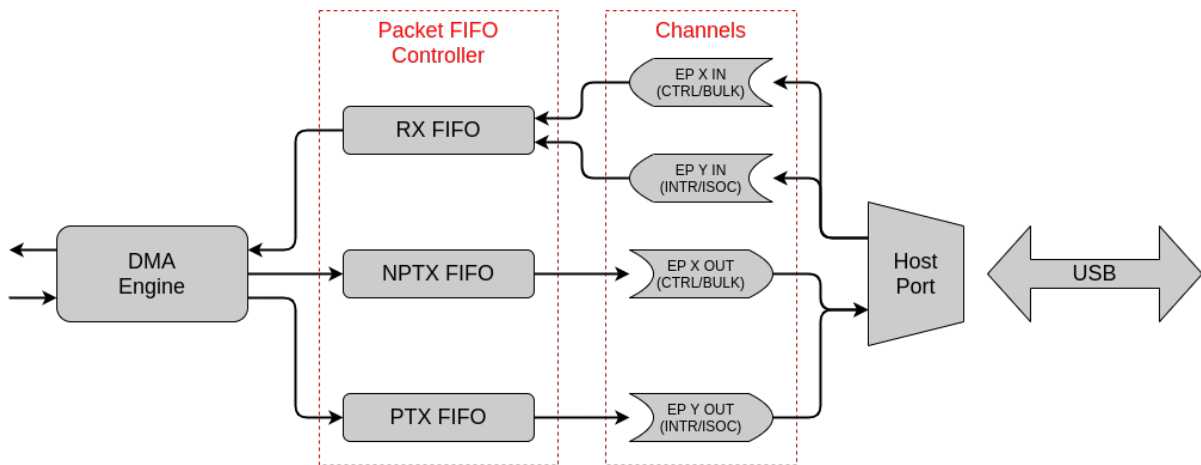 Packet FIFO
Controller
Channels
EP X IN
(CTRL/BULK)
RX FIFO
EP Y IN
(INTR/ISOC)
DMA
Engine
NPTX FIFO
EP X OUT
(CTRL/BULK)
Host
Port
USB
PTX FIFO
EP Y OUT
(INTR/ISOC)